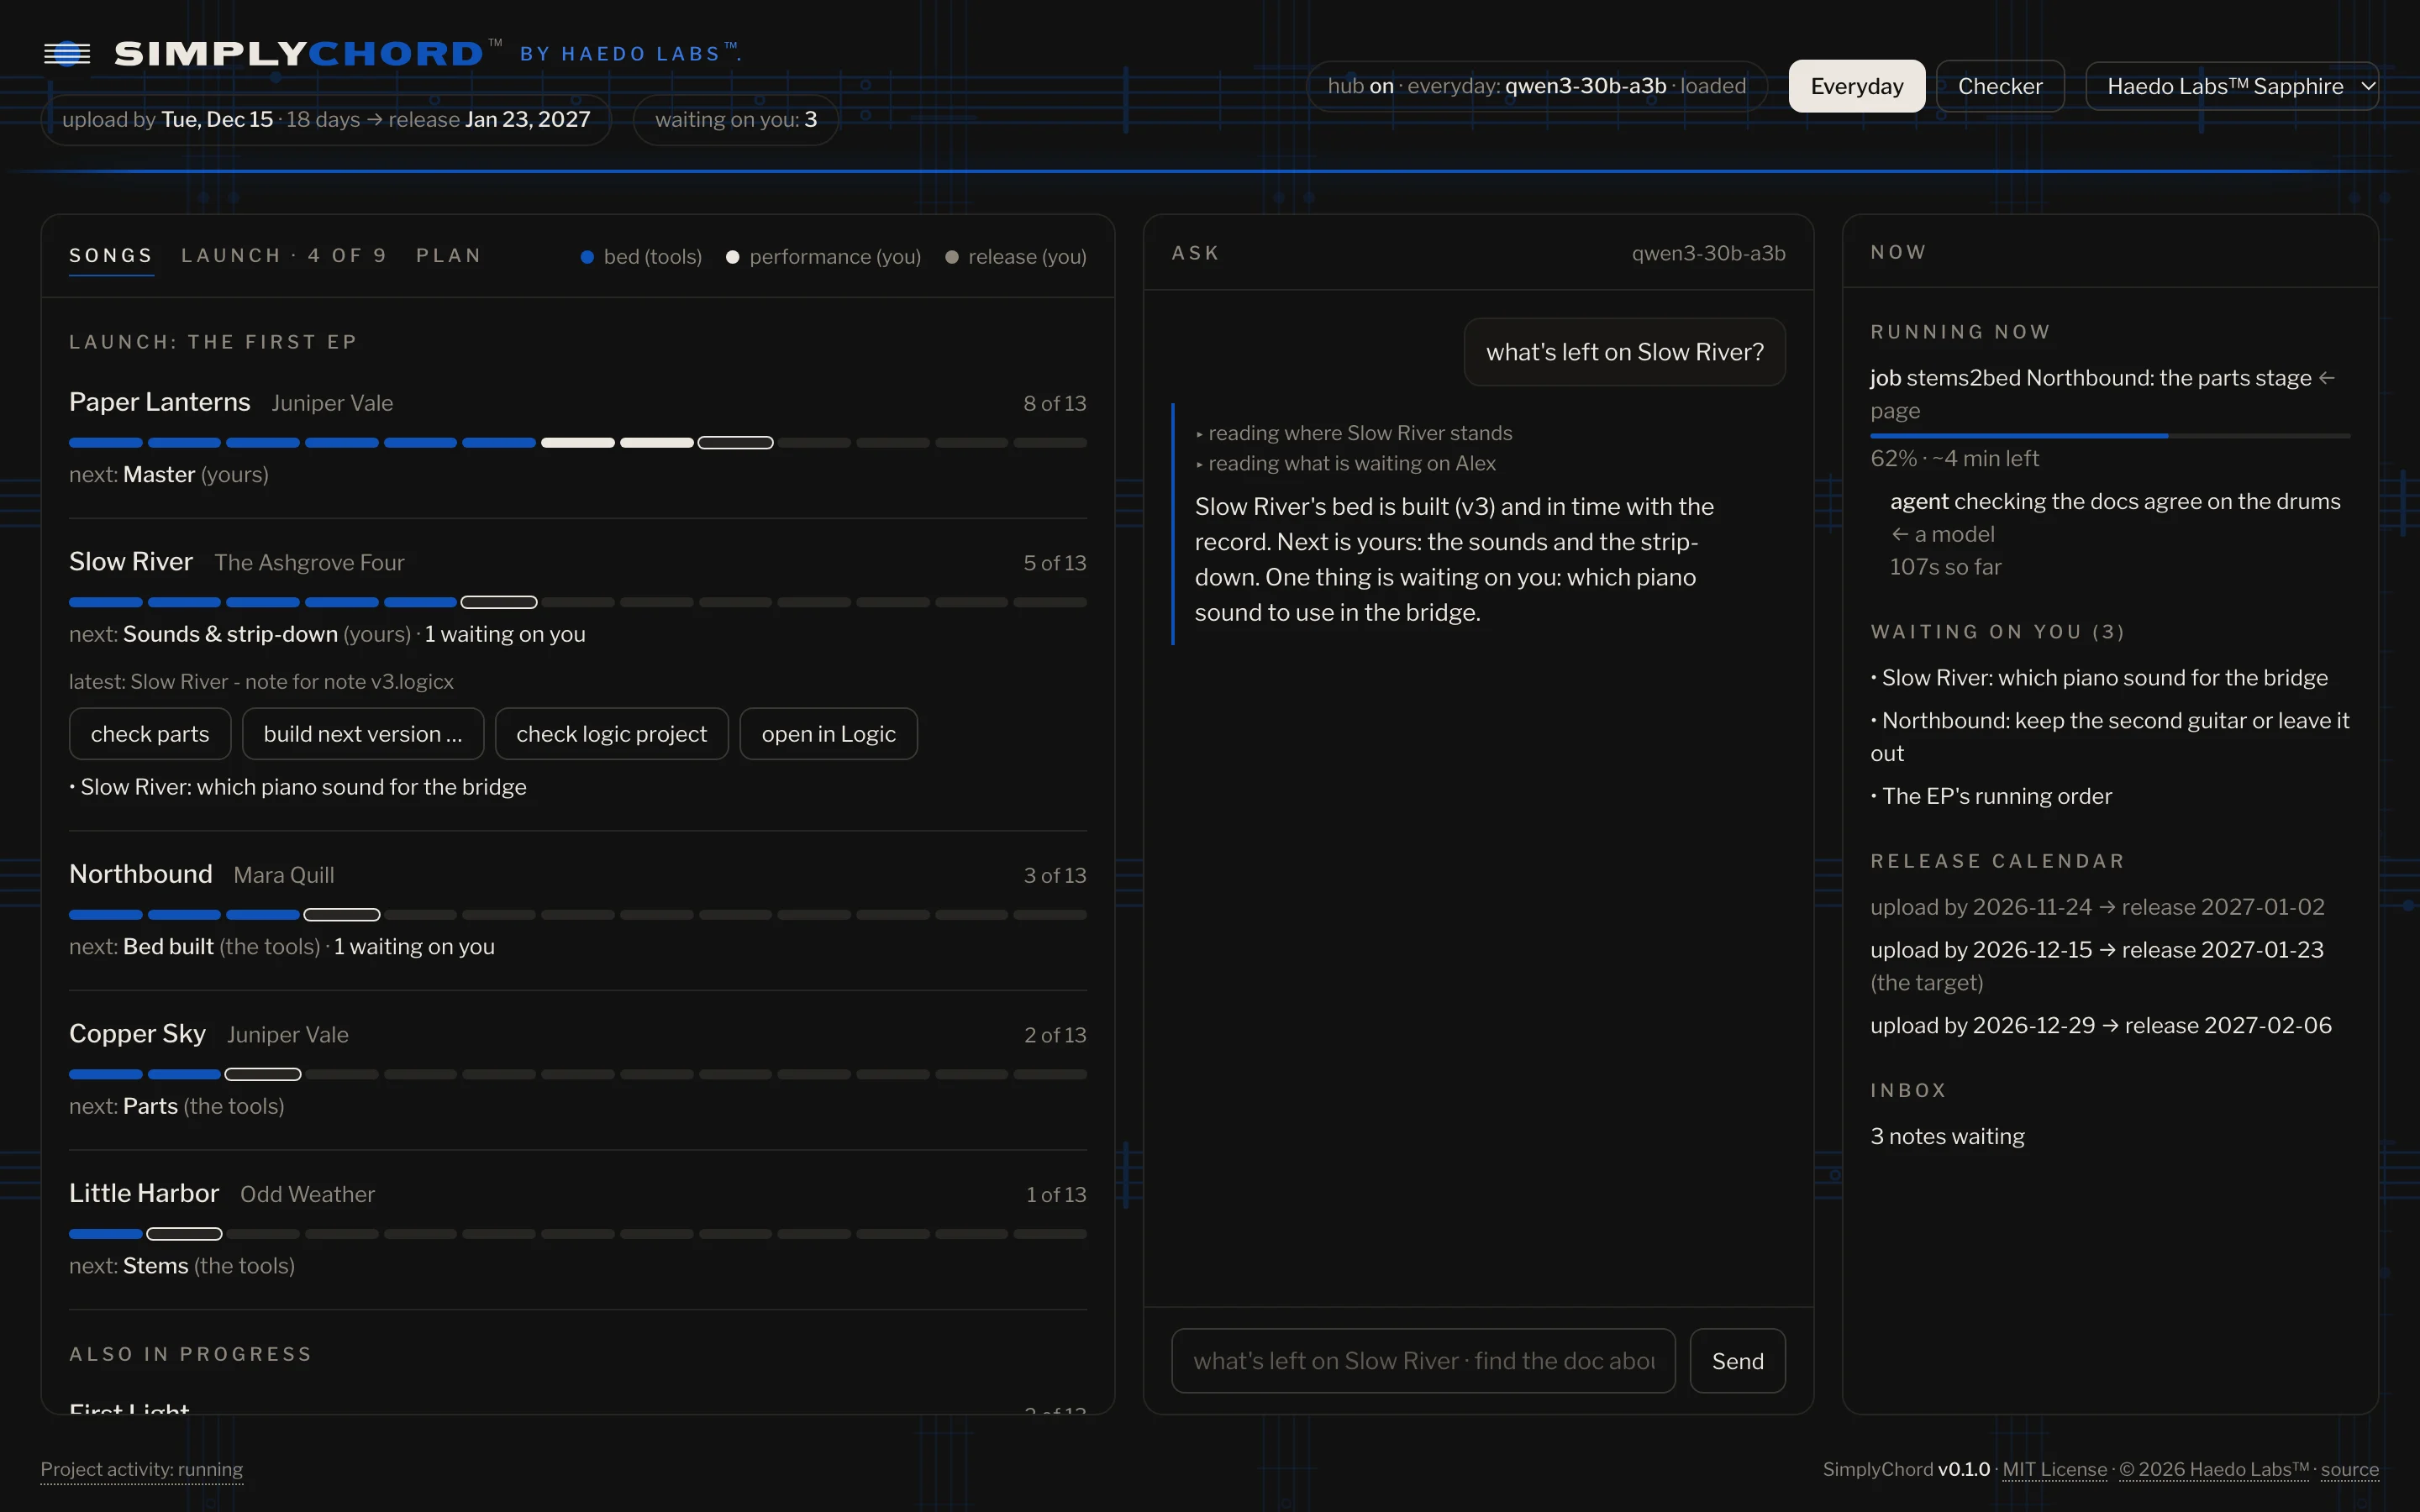 SIMPLYCHORD™ BY HAEDO LABS™.
upload by Tue, Dec 15 · 18 days → release Jan 23, 2027
waiting on you: 3
hub on · everyday: qwen3-30b-a3b · loaded
Everyday
Checker
Haedo Labs™ Sapphire
SONGS
LAUNCH · 4 OF 9
PLAN
bed (tools)
performance (you)
release (you)
LAUNCH: THE FIRST EP
Paper Lanterns Juniper Vale 8 of 13
next: Master (yours)
Slow River The Ashgrove Four 5 of 13
next: Sounds & strip-down (yours) · 1 waiting on you
latest: Slow River - note for note v3.logicx
check parts
build next version ...
check logic project
open in Logic
• Slow River: which piano sound for the bridge
Northbound Mara Quill 3 of 13
next: Bed built (the tools) · 1 waiting on you
Copper Sky Juniper Vale 2 of 13
next: Parts (the tools)
Little Harbor Odd Weather 1 of 13
next: Stems (the tools)
ALSO IN PROGRESS
First Light
ASK
qwen3-30b-a3b
what's left on Slow River?
▸ reading where Slow River stands
▸ reading what is waiting on Alex
Slow River's bed is built (v3) and in time with the
record. Next is yours: the sounds and the strip-
down. One thing is waiting on you: which piano
sound to use in the bridge.
what's left on Slow River · find the doc abou
Send
NOW
RUNNING NOW
job stems2bed Northbound: the parts stage ←
page
62% · ~4 min left
agent checking the docs agree on the drums
← a model
107s so far
WAITING ON YOU (3)
• Slow River: which piano sound for the bridge
• Northbound: keep the second guitar or leave it
out
• The EP's running order
RELEASE CALENDAR
upload by 2026-11-24 → release 2027-01-02
upload by 2026-12-15 → release 2027-01-23
(the target)
upload by 2026-12-29 → release 2027-02-06
INBOX
3 notes waiting
Project activity: running
SimplyChord v0.1.0 · MIT License · © 2026 Haedo Labs™ · source